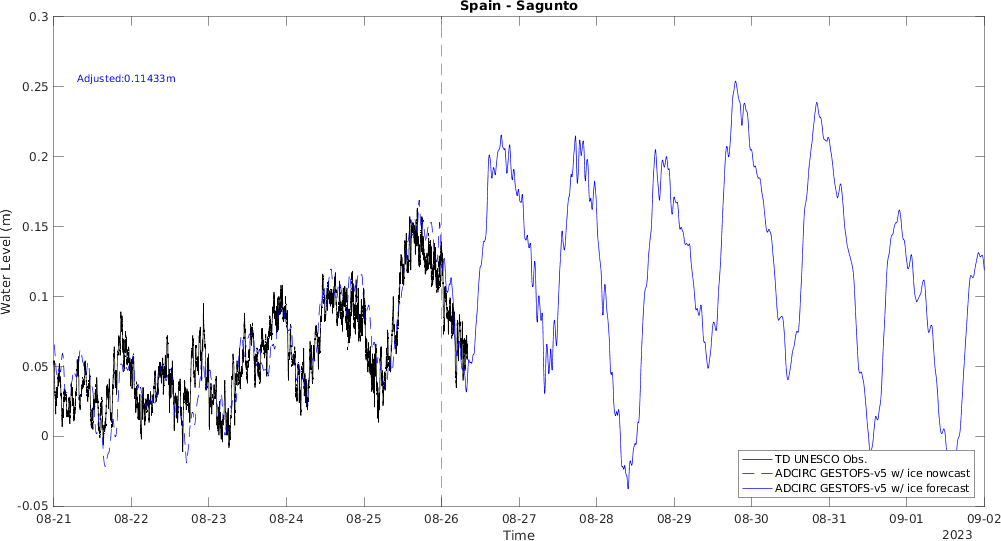 Spain - Sagunto
0.3
0.25
0.2
0.15
0.1
0.05
0
-0.05
Water Level (m)
Adjusted:0.11433m
TD UNESCO Obs.
ADCIRC GESTOFS-v5 w/ ice nowcast
ADCIRC GESTOFS-v5 w/ ice forecast
08-21 08-22 08-23 08-24 08-25 08-26 08-27 08-28 08-29 08-30 08-31 09-01 09-02
Time
2023